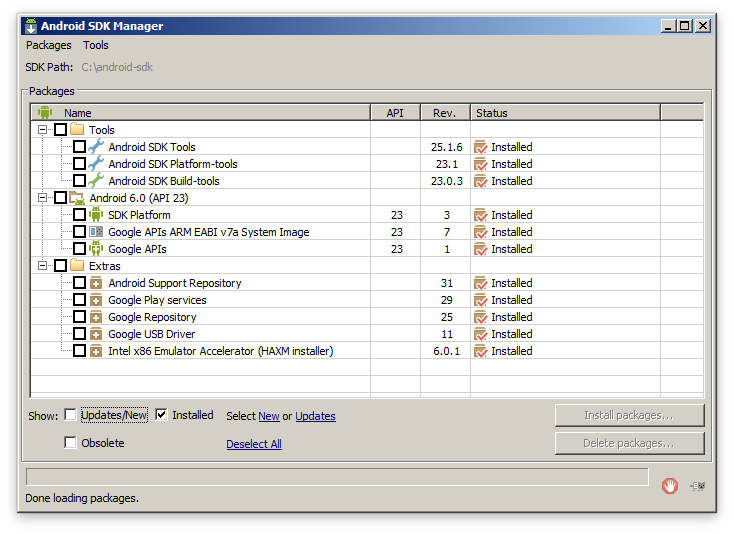 Android SDK Manager
Packages Tools
SDK Path: C:\android-sdk
Packages
Name API Rev. Status
Tools
Android SDK Tools 25.1.6 Installed
Android SDK Platform-tools 23.1 Installed
Android SDK Build-tools 23.0.3 Installed
Android 6.0 (API 23)
SDK Platform 23 3 Installed
Google APIs ARM EABI v7a System Image 23 7 Installed
Google APIs 23 1 Installed
Extras
Android Support Repository 31 Installed
Google Play services 29 Installed
Google Repository 25 Installed
Google USB Driver 11 Installed
Intel x86 Emulator Accelerator (HAXM installer) 6.0.1 Installed
Show: Updates/New Installed Select New or Updates Install packages...
Obsolete Deselect All Delete packages...
Done loading packages.